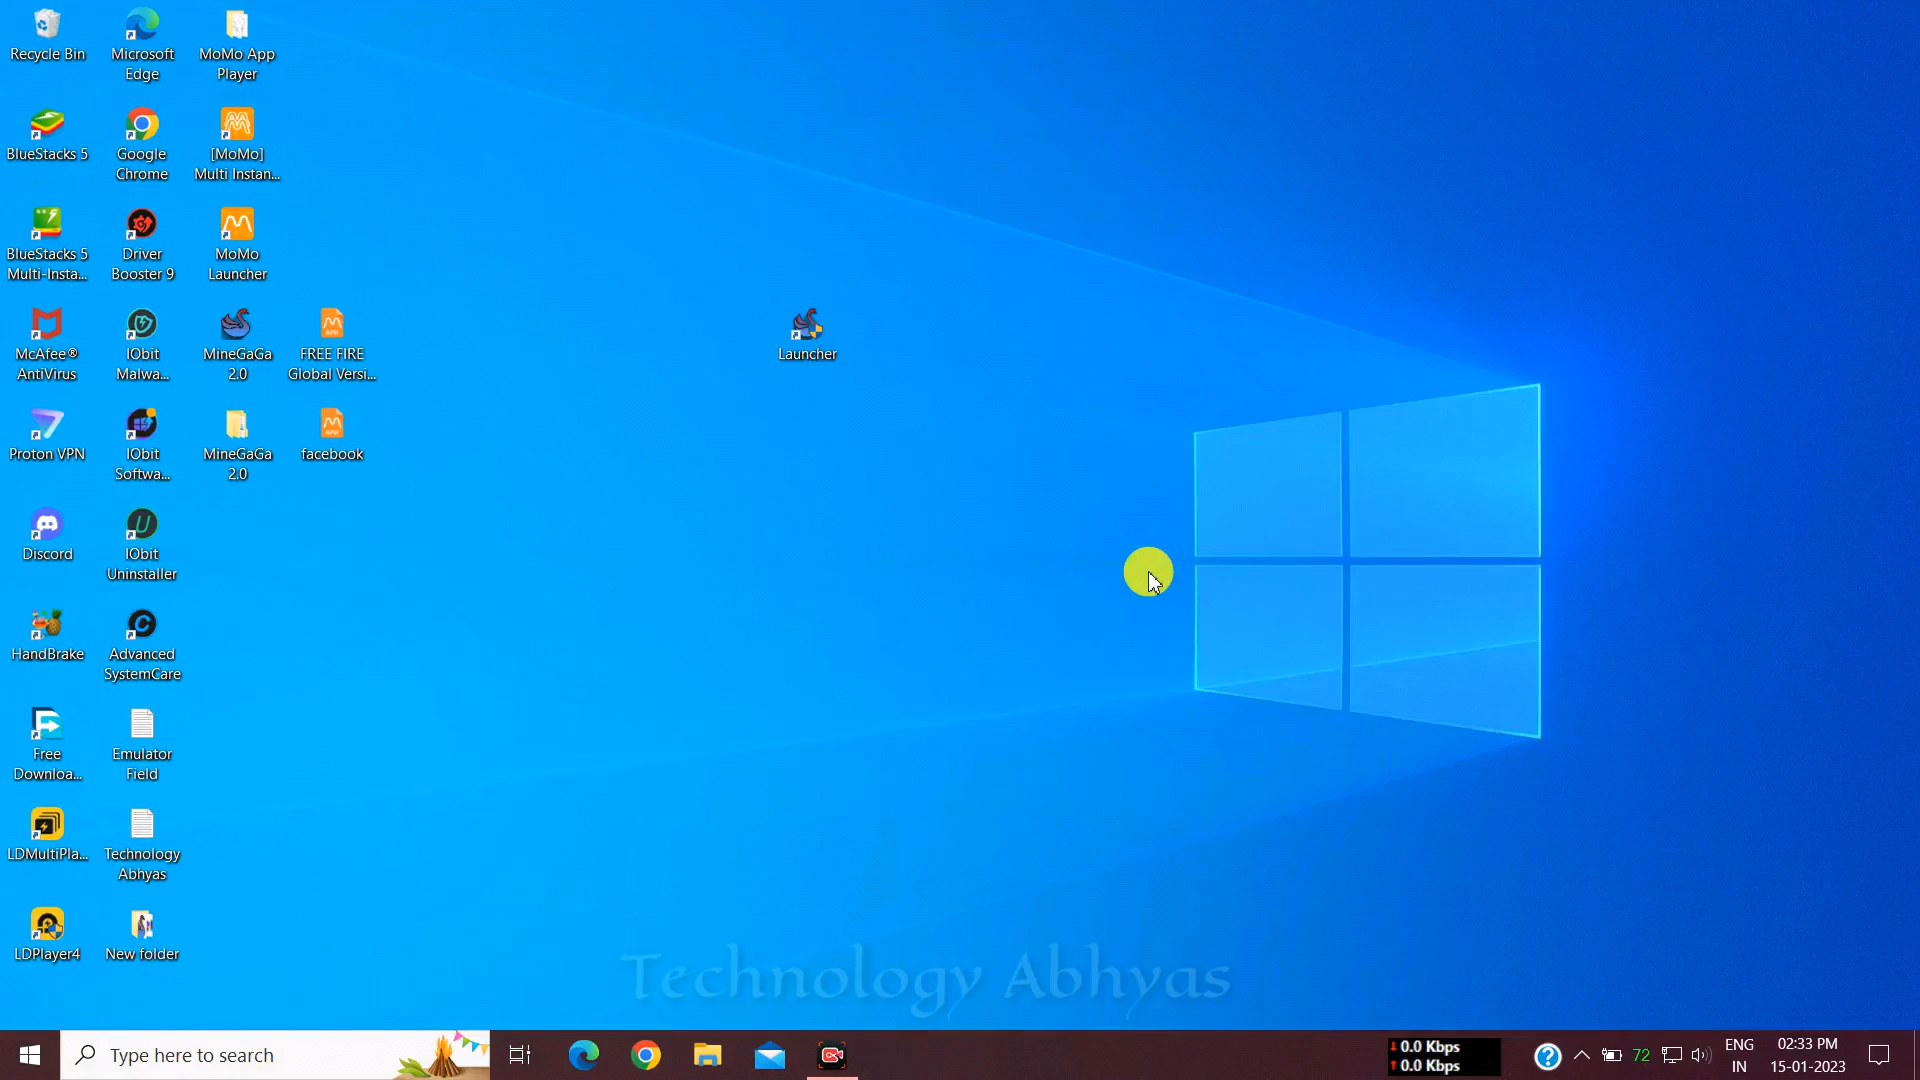 Recycle Bin
Microsoft
Edge
MoMo App
Player
BlueStacks 5
Google
Chrome
[MoMo]
Multi Instan...
BlueStacks 5
Multi-Insta...
Driver
Booster 9
MoMo
Launcher
McAfee®
AntiVirus
IObit
Malwa...
MineGaGa
2.0
FREE FIRE
Global Versi...
Launcher
Proton VPN
IObit
Softwa...
MineGaGa
2.0
facebook
Discord
IObit
Uninstaller
HandBrake
Advanced
SystemCare
Free
Downloa...
Emulator
Field
LDMultiPla...
Technology
Abhyas
LDPlayer4
New folder
Technology Abhyas
Type here to search
0.0 Kbps
0.0 Kbps
72
ENG
IN
02:33 PM
15-01-2023